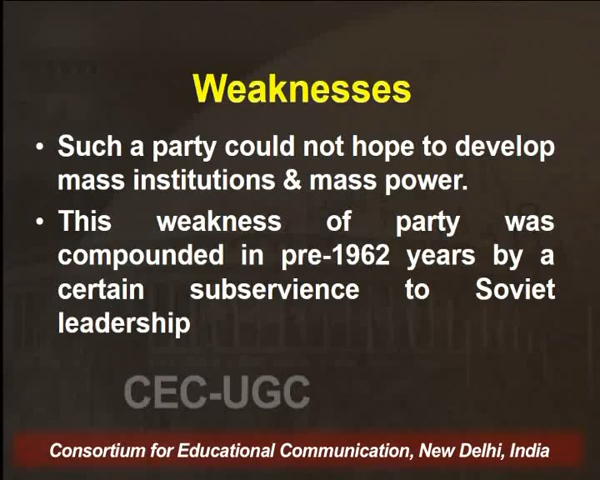 Weaknesses
• Such a party could not hope to develop
mass institutions & mass power.
• This weakness of party was
compounded in pre-1962 years by a
certain subservience to Soviet
leadership
CEC-UGC
Consortium for Educational Communication, New Delhi, India